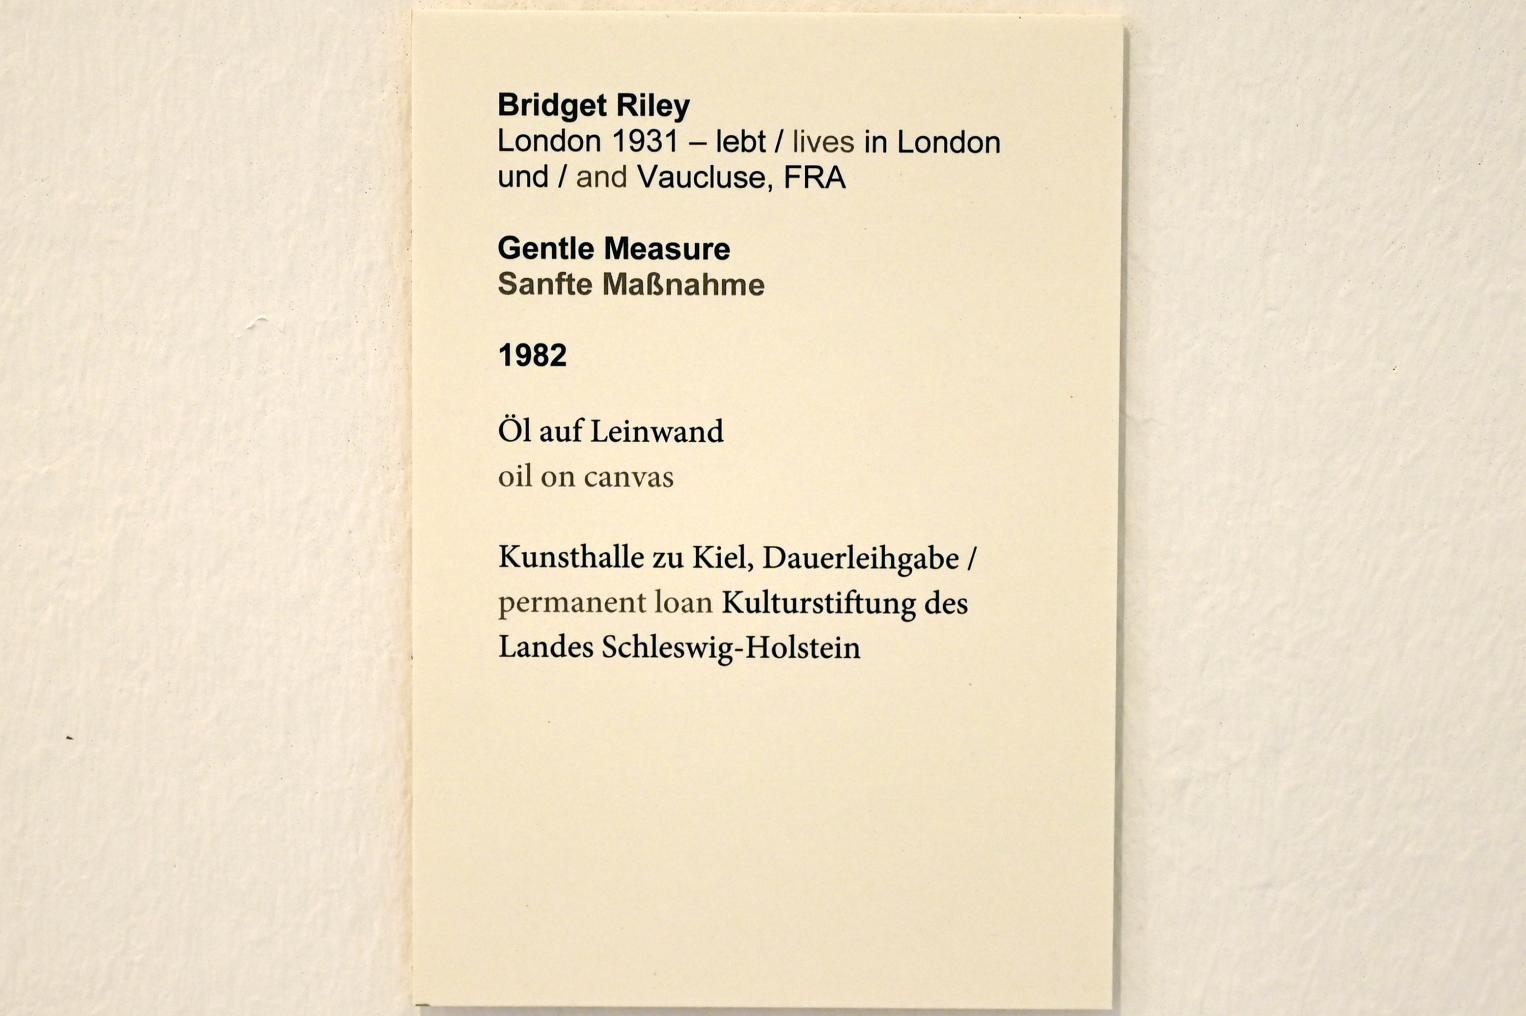 Bridget Riley
London 1931 – lebt / lives in London
und / and Vaucluse, FRA
Gentle Measure
Sanfte Maßnahme
1982
Öl auf Leinwand
oil on canvas
Kunsthalle zu Kiel, Dauerleihgabe /
permanent loan Kulturstiftung des
Landes Schleswig-Holstein